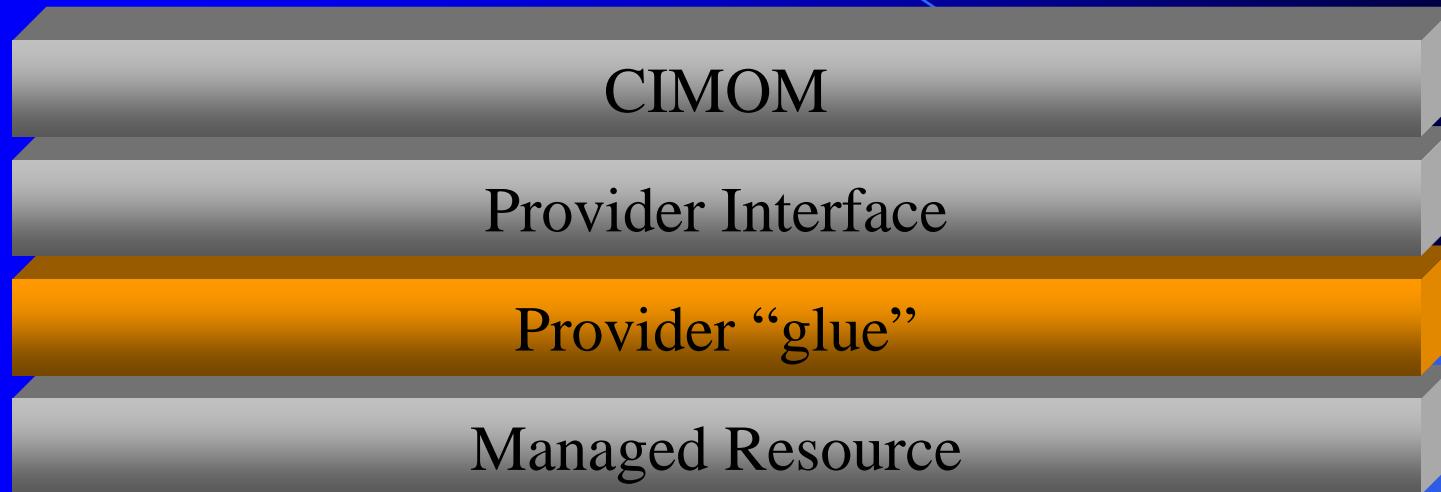 CIMOM
Provider Interface
Provider “glue”
Managed Resource